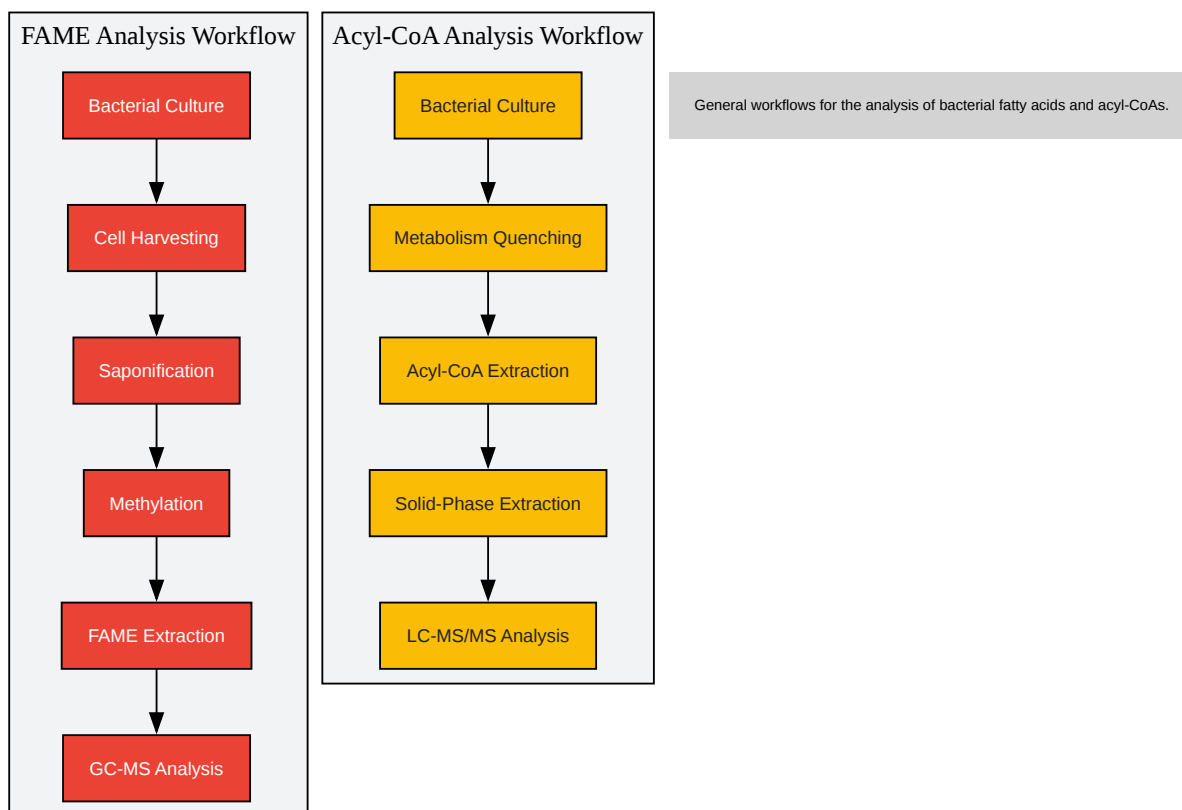 FAME Analysis Workflow
Bacterial Culture
Cell Harvesting
Saponification
Methylation
FAME Extraction
GC-MS Analysis
Acyl-CoA Analysis Workflow
Bacterial Culture
Metabolism Quenching
Acyl-CoA Extraction
Solid-Phase Extraction
LC-MS/MS Analysis
General workflows for the analysis of bacterial fatty acids and acyl-CoAs.